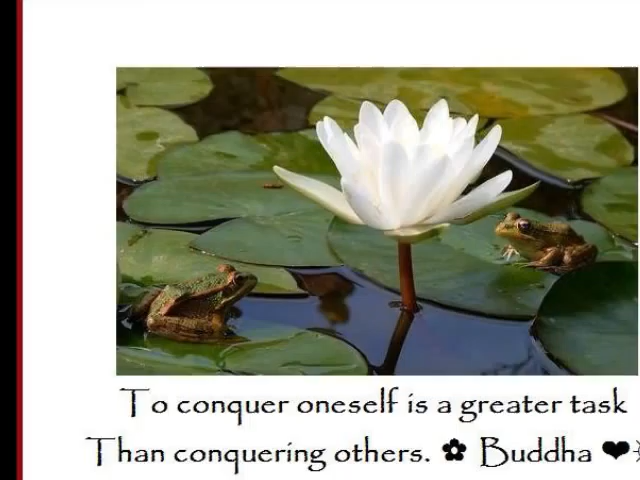 To conquer oneself is a greater task
Than conquering others. ✿ Buddha ❤